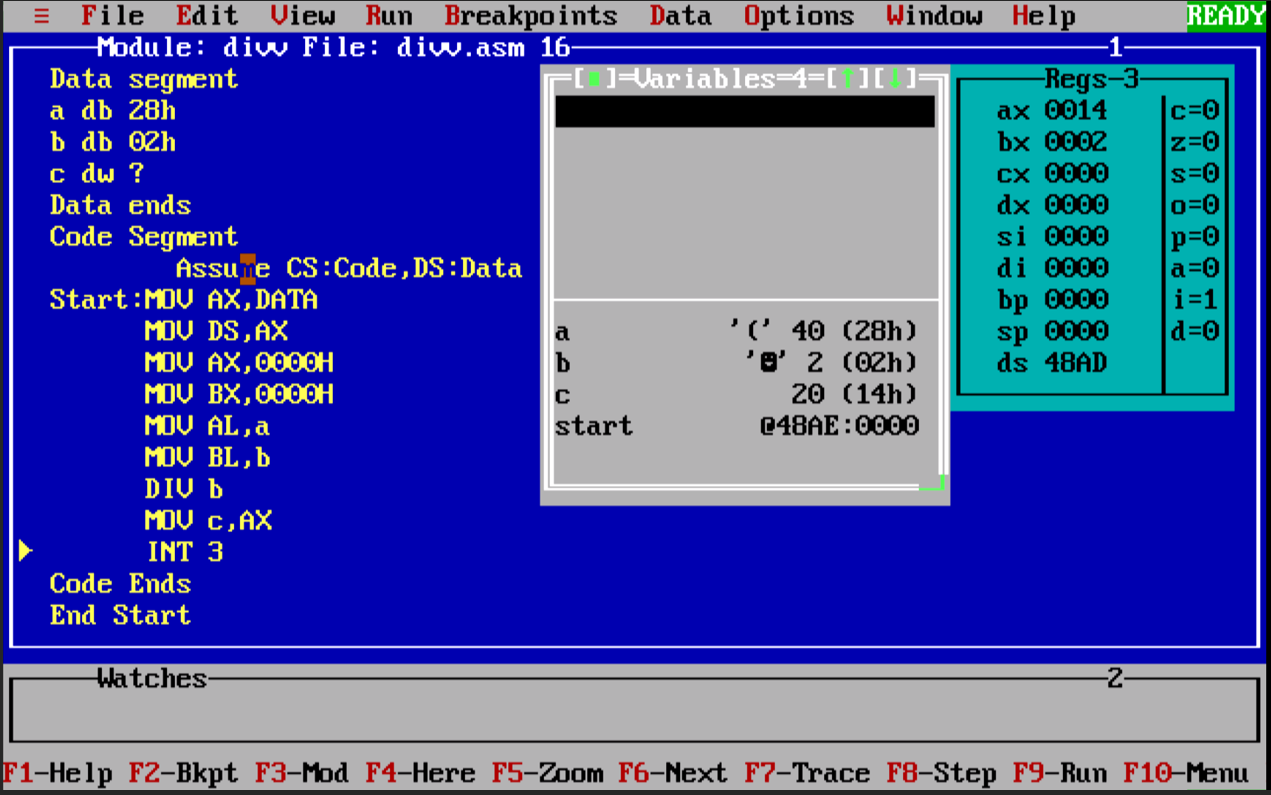 ≡ File Edit View Run Breakpoints Data Options Window Help READY
Module: divv File: divv.asm 16 1
Data segment
a db 28h
b db 02h
c dw ?
Data ends
Code Segment
Assume CS:Code,DS:Data
Start:MOV AX,DATA
MOV DS,AX
MOV AX,0000H
MOV BX,0000H
MOV AL,a
MOV BL,b
DIV b
MOV c,AX
INT 3
Code Ends
End Start
[■]=Variables=4=[↑][↓]
a '(' 40 (28h)
b '☻' 2 (02h)
c 20 (14h)
start @48AE:0000
Regs-3
ax 0014 c=0
bx 0002 z=0
cx 0000 s=0
dx 0000 o=0
si 0000 p=0
di 0000 a=0
bp 0000 i=1
sp 0000 d=0
ds 48AD
Watches 2
F1-Help F2-Bkpt F3-Mod F4-Here F5-Zoom F6-Next F7-Trace F8-Step F9-Run F10-Menu